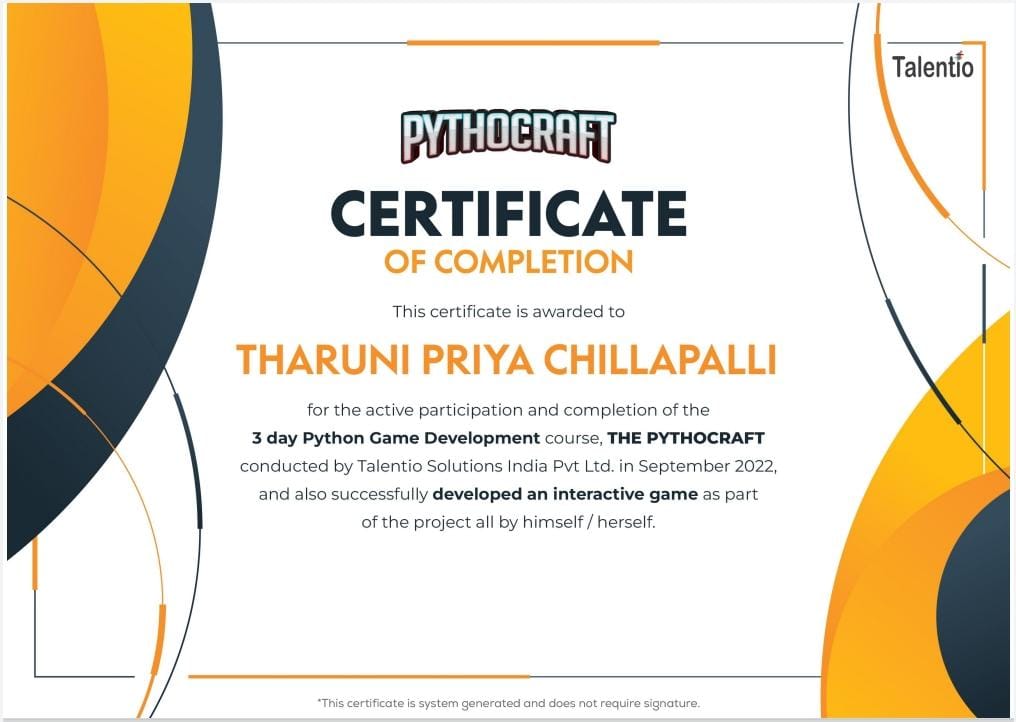 Talentio
PYTHOCRAFT
CERTIFICATE
OF COMPLETION
This certificate is awarded to
THARUNI PRIYA CHILLAPALLI
for the active participation and completion of the
3 day Python Game Development course, THE PYTHOCRAFT
conducted by Talentio Solutions India Pvt Ltd. in September 2022,
and also successfully developed an interactive game as part
of the project all by himself / herself.
*This certificate is system generated and does not require signature.